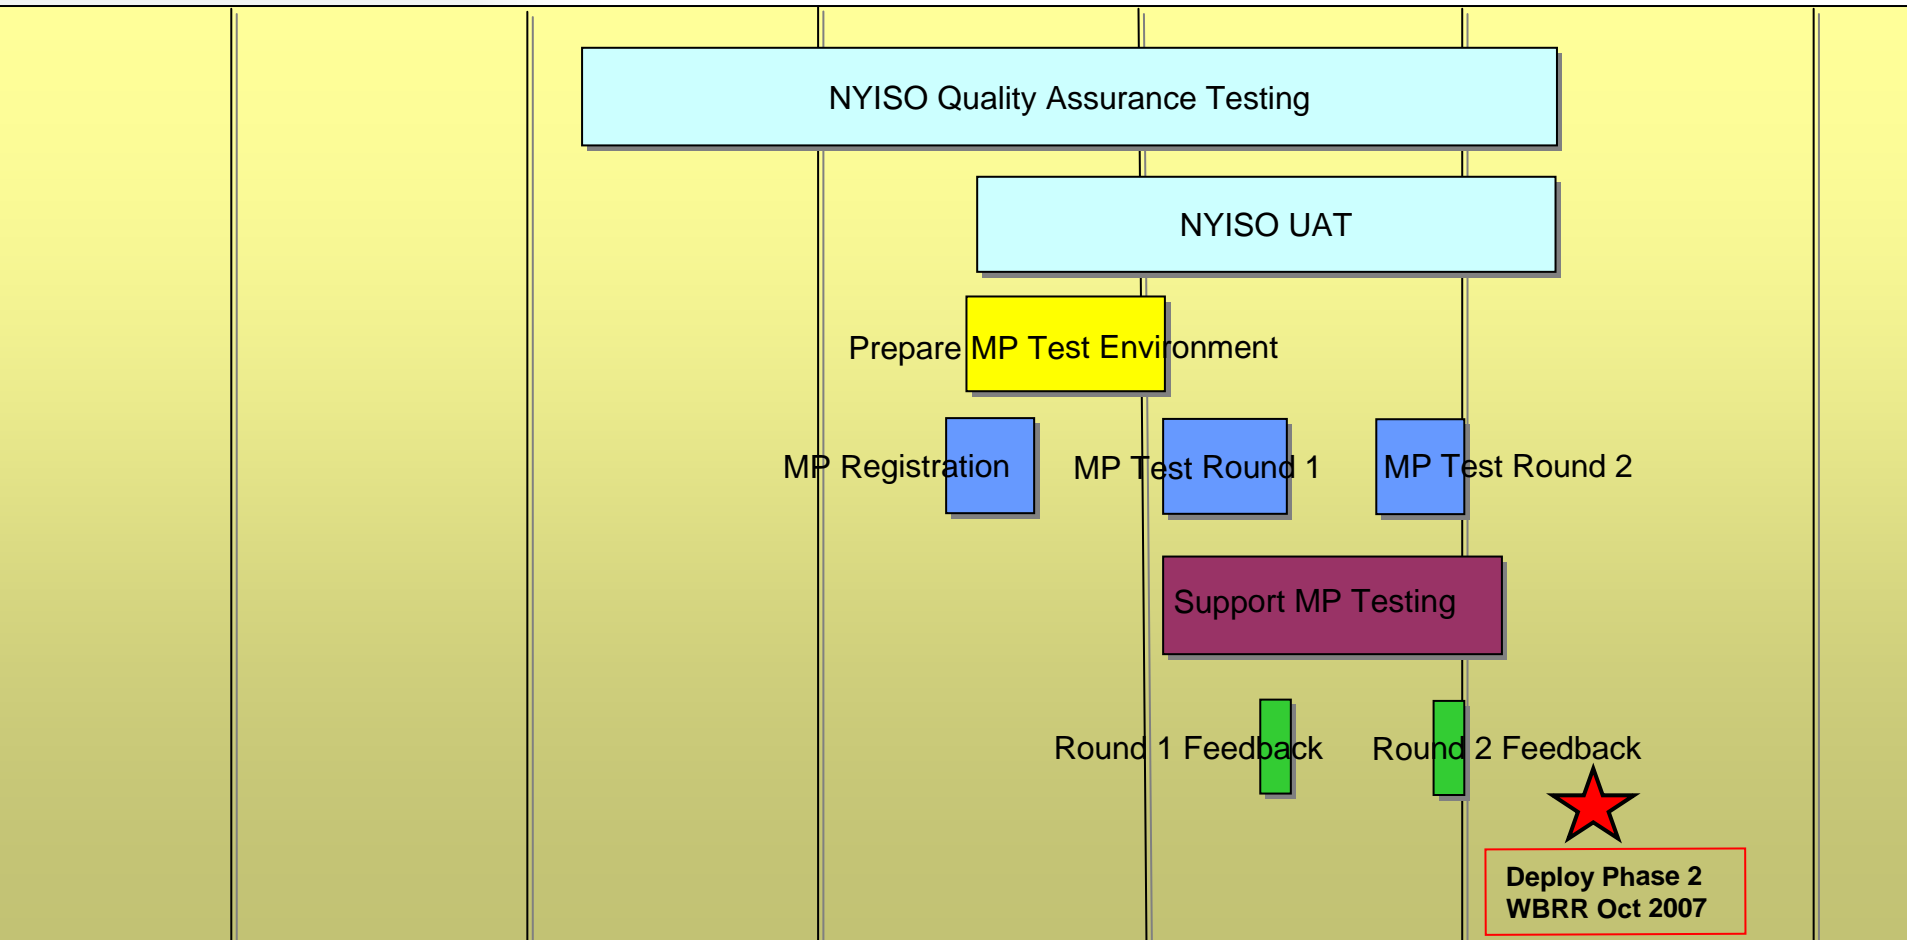 NYISO Quality Assurance Testing
NYISO UAT
Prepare MP Test Environment
MP Registration
MP Test Round 1
MP Test Round 2
Support MP Testing
Round 1 Feedback
Round 2 Feedback
Deploy Phase 2
WBRR Oct 2007